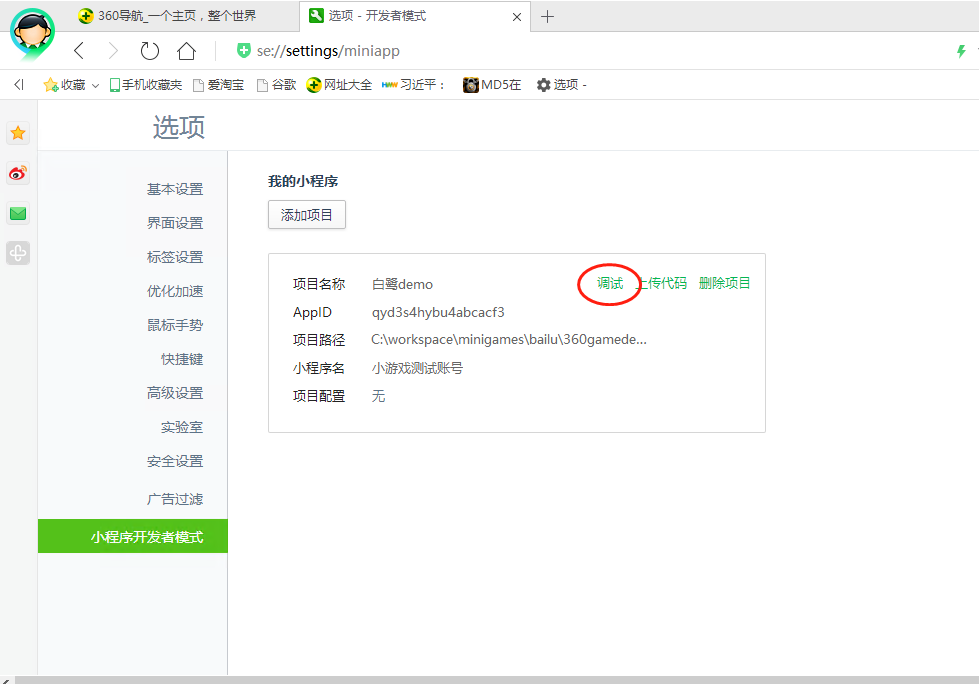 360导航_一个主页，整个世界
选项 - 开发者模式
se://settings/miniapp
收藏 手机收藏夹 爱淘宝 谷歌 网址大全 习近平： MD5在 选项 -
选项
基本设置
界面设置
标签设置
优化加速
鼠标手势
快捷键
高级设置
实验室
安全设置
广告过滤
小程序开发者模式
我的小程序
添加项目
项目名称 白鹭demo 调试 上传代码 删除项目
AppID qyd3s4hybu4abcacf3
项目路径 C:\workspace\minigames\bailu\360gamede...
小程序名 小游戏测试账号
项目配置 无